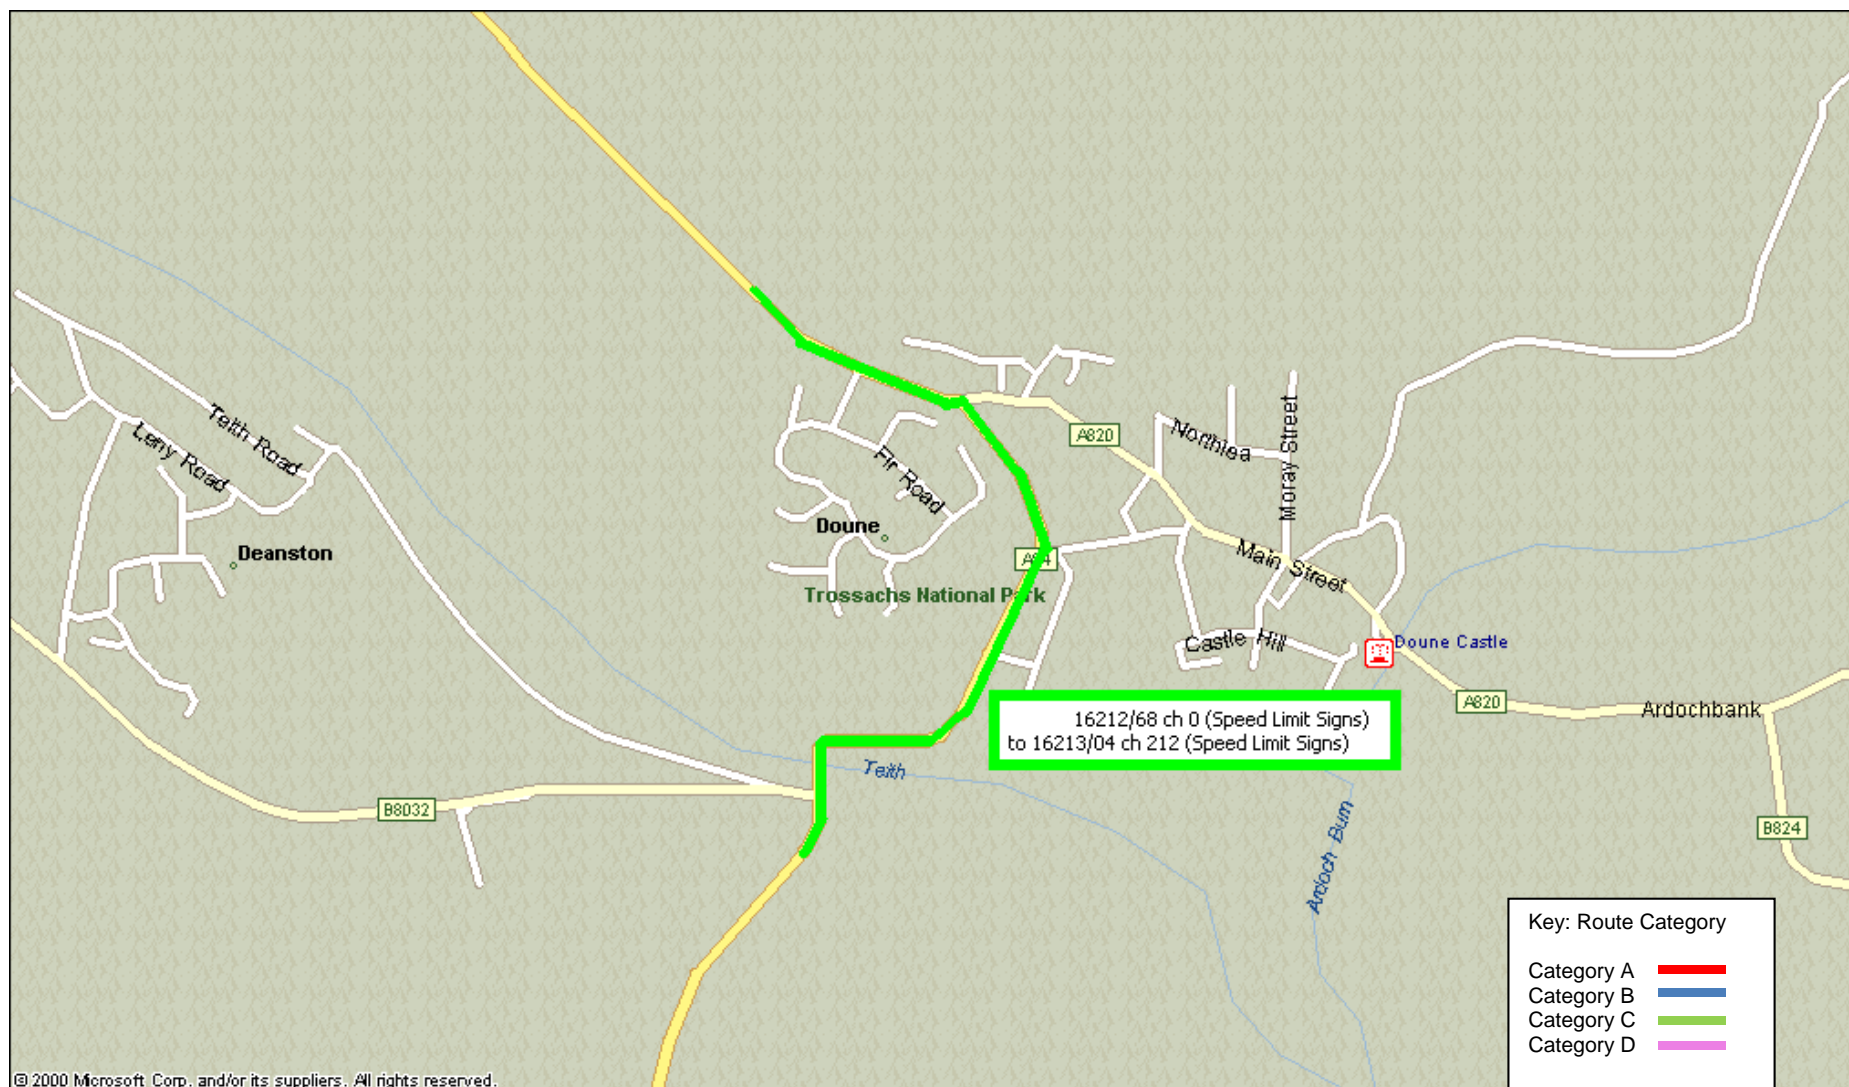 A820
Northlea
Moray Street
Teith Road
Leny Road
Fir Road
Doune
Deanston
A84
Main Street
Trossachs National Park
Castle Hill
Doune Castle
A820
Ardochbank
16212/68 ch 0 (Speed Limit Signs)
to 16213/04 ch 212 (Speed Limit Signs)
Teith
B8032
Ardoch Burn
B824
Key: Route Category
Category A
Category B
Category C
Category D
© 2000 Microsoft Corp. and/or its suppliers. All rights reserved.